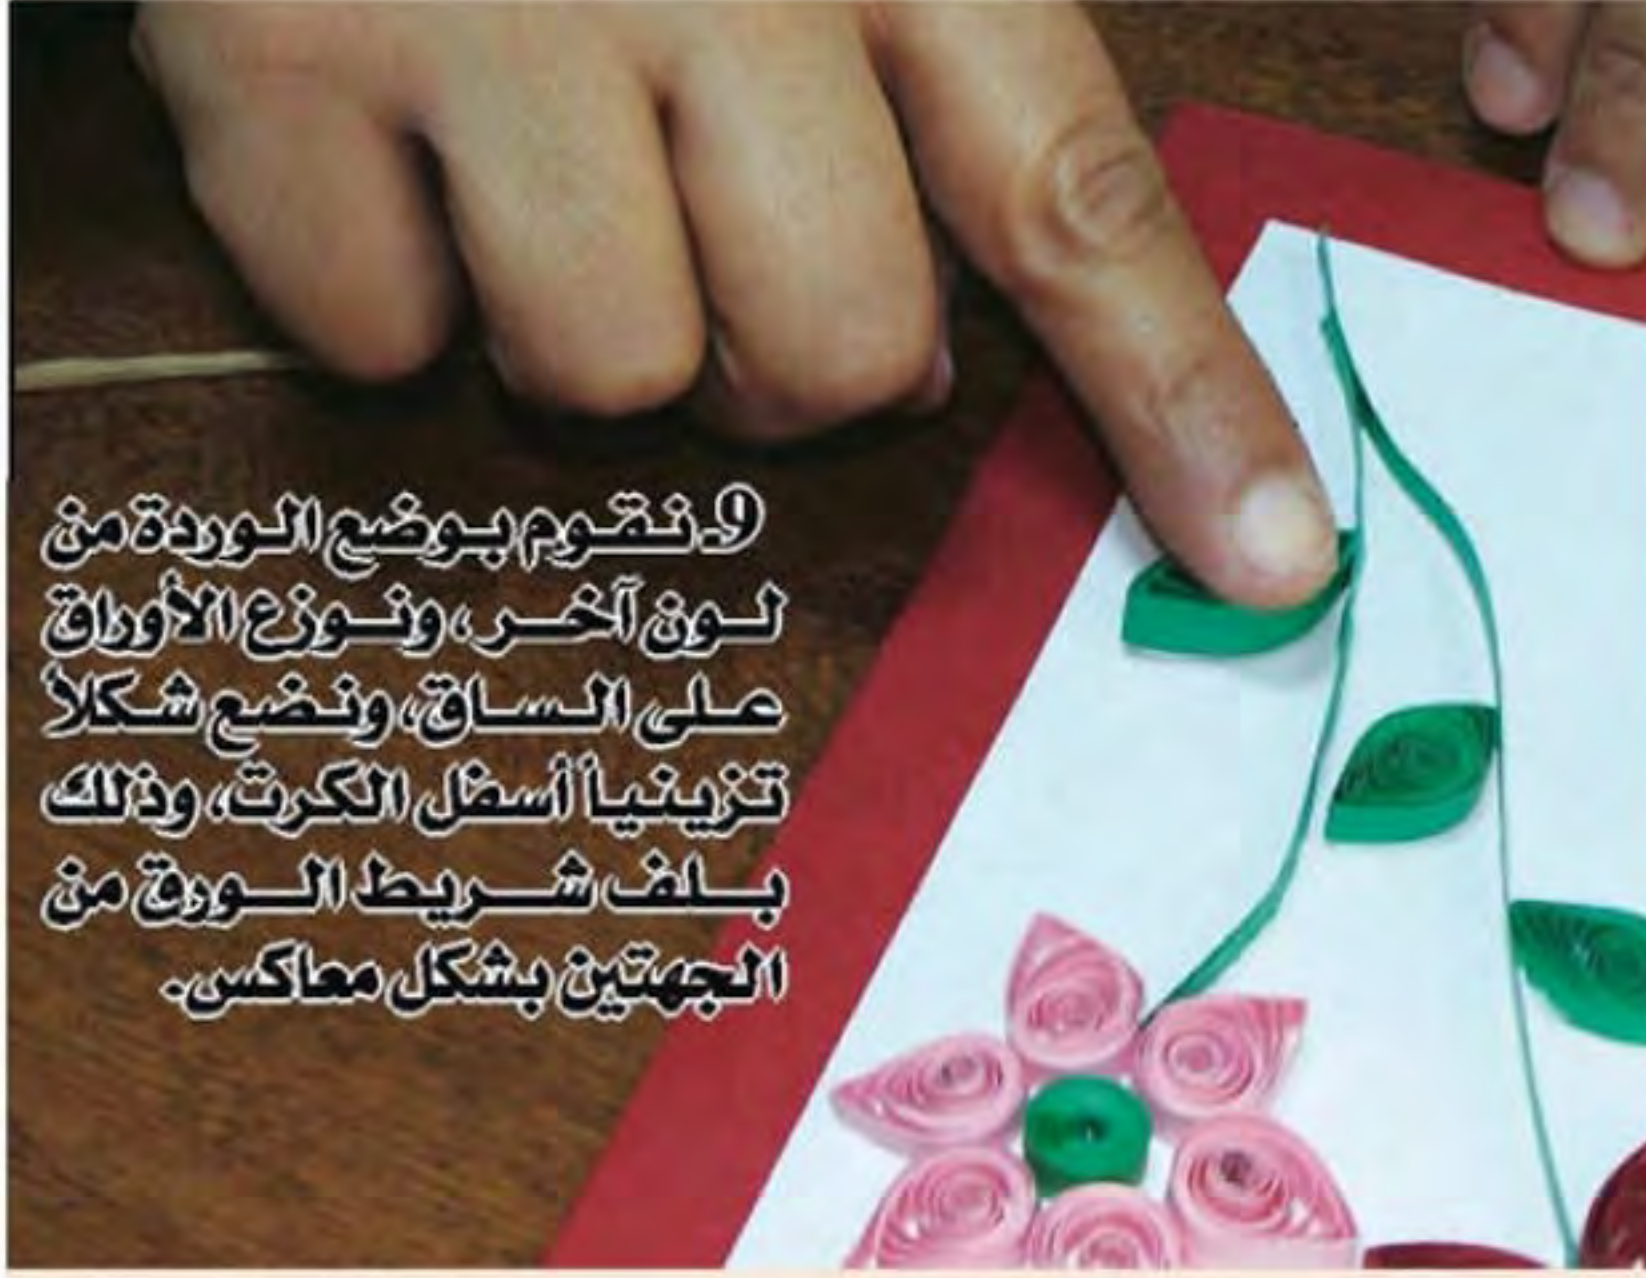 9ـ نقوم بوضع الوردة من
لون آخر، ونوزع الأوراق
على الساق، ونضع شكلاً
تزينياً أسفل الكرت، وذلك
بلف شريط الورق من
الجهتين بشكل معاكس.